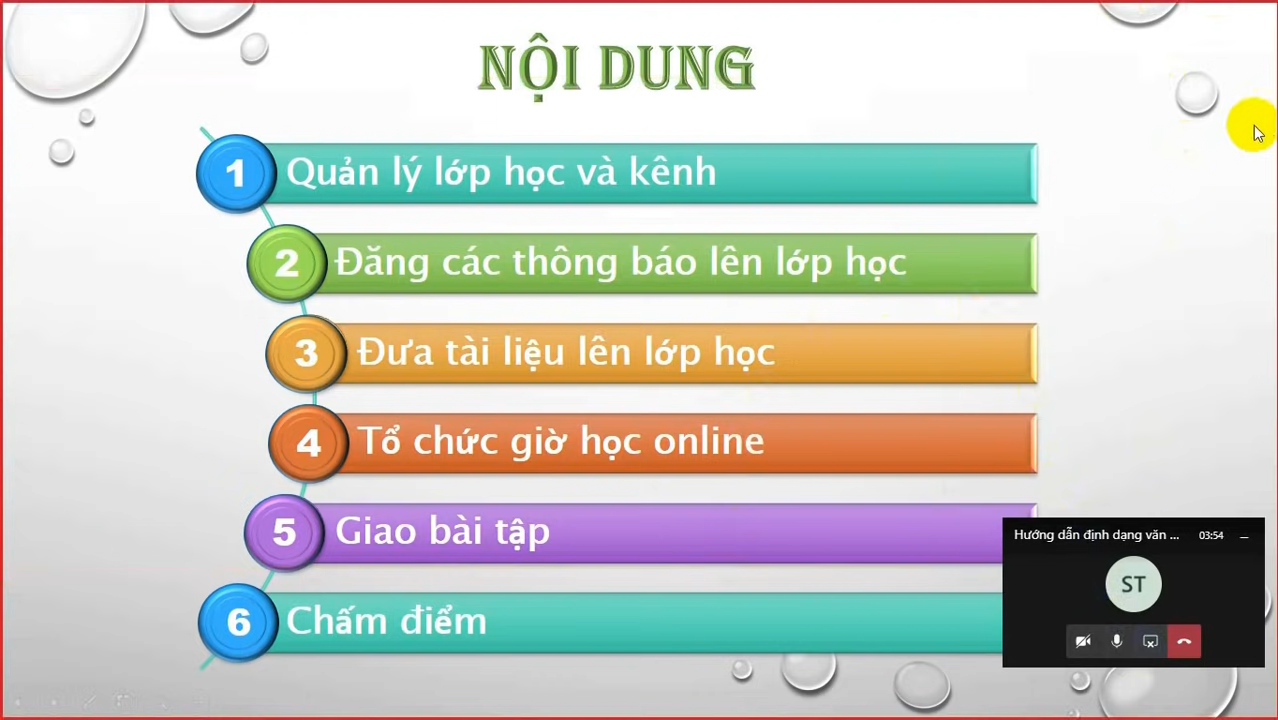 NỘI DUNG
1 Quản lý lớp học và kênh
2 Đăng các thông báo lên lớp học
3 Đưa tài liệu lên lớp học
4 Tổ chức giờ học online
5 Giao bài tập
6 Chấm điểm
Hướng dẫn định dạng văn ... 03:54
ST